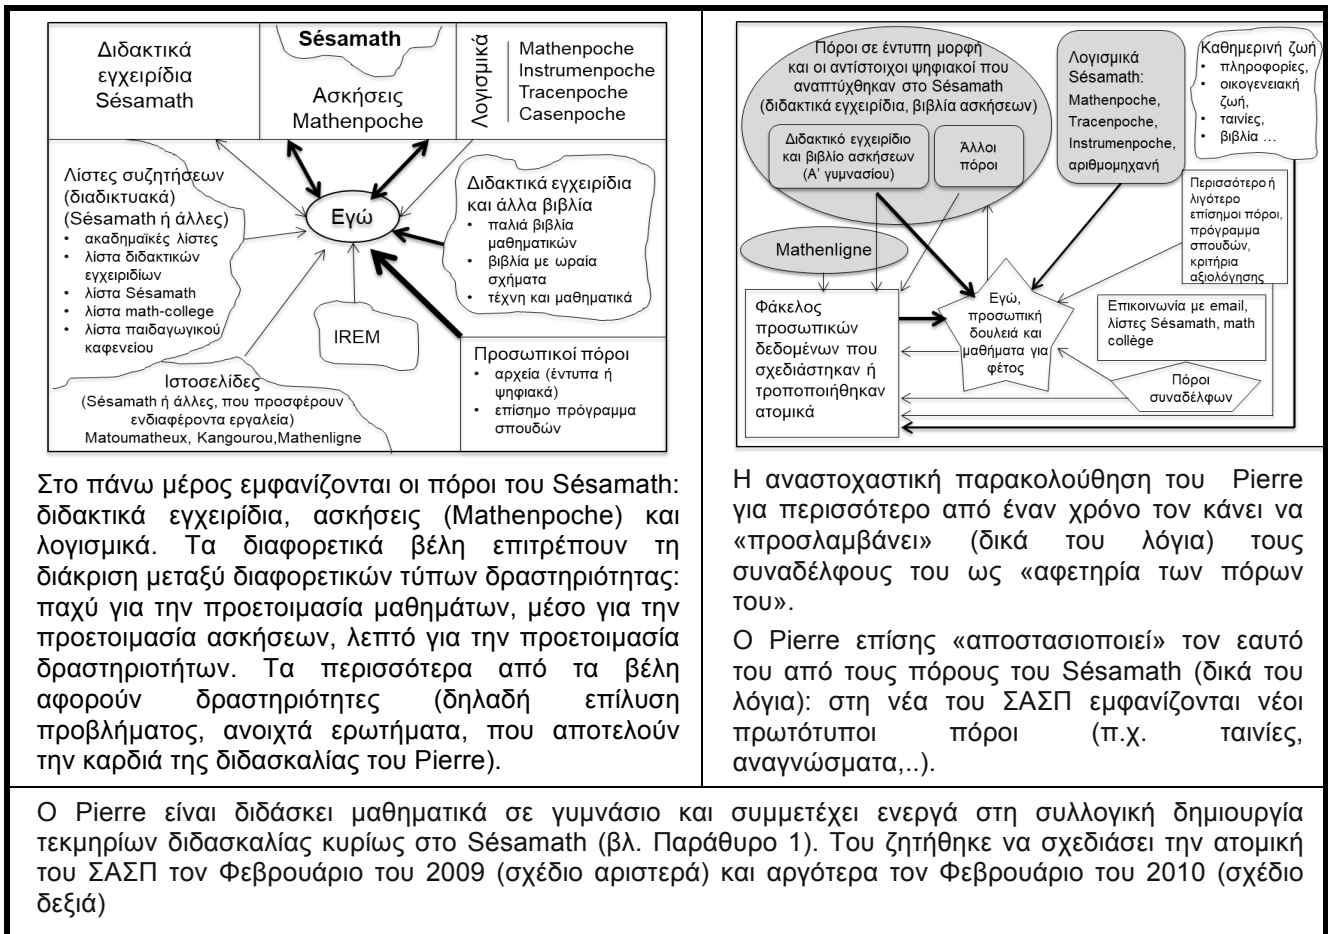 Διδακτικά
εγχειρίδια
Sésamath
Sésamath
Ασκήσεις
Mathenpoche
Λογισμικά
Mathenpoche
Instrumenpoche
Tracenpoche
Casenpoche
Λίστες συζητήσεων
(διαδικτυακά)
(Sésamath ή άλλες)
• ακαδημαϊκές λίστες
• λίστα διδακτικών
εγχειριδίων
• λίστα Sésamath
• λίστα math-college
• λίστα παιδαγωγικού
καφενείου
Εγώ
Διδακτικά εγχειρίδια
και άλλα βιβλία
• παλιά βιβλία
μαθηματικών
• βιβλία με ωραία
σχήματα
• τέχνη και μαθηματικά
IREM
Προσωπικοί πόροι
• αρχεία (έντυπα ή
ψηφιακά)
• επίσημο πρόγραμμα
σπουδών
Ιστοσελίδες
(Sésamath ή άλλες, που προσφέρουν
ενδιαφέροντα εργαλεία)
Matoumatheux, Kangourou,Mathenligne
Στο πάνω μέρος εμφανίζονται οι πόροι του Sésamath:
διδακτικά εγχειρίδια, ασκήσεις (Mathenpoche) και
λογισμικά. Τα διαφορετικά βέλη επιτρέπουν τη
διάκριση μεταξύ διαφορετικών τύπων δραστηριότητας:
παχύ για την προετοιμασία μαθημάτων, μέσο για την
προετοιμασία ασκήσεων, λεπτό για την προετοιμασία
δραστηριοτήτων. Τα περισσότερα από τα βέλη
αφορούν δραστηριότητες (δηλαδή επίλυση
προβλήματος, ανοιχτά ερωτήματα, που αποτελούν
την καρδιά της διδασκαλίας του Pierre).
Πόροι σε έντυπη μορφή
και οι αντίστοιχοι ψηφιακοί που
αναπτύχθηκαν στο Sésamath
(διδακτικά εγχειρίδια, βιβλία ασκήσεων)
Διδακτικό εγχειρίδιο
και βιβλίο ασκήσεων
(Α' γυμνασίου)
Άλλοι
πόροι
Λογισμικά
Sésamath:
Mathenpoche,
Tracenpoche,
Instrumenpoche,
αριθμομηχανή
Καθημερινή ζωή
• πληροφορίες,
• οικογενειακή
ζωή,
• ταινίες,
• βιβλία …
Περισσότερο ή
λιγότερο
επίσημοι πόροι,
πρόγραμμα
σπουδών,
κριτήρια
αξιολόγησης
Mathenligne
Φάκελος
προσωπικών
δεδομένων που
σχεδιάστηκαν ή
τροποποιήθηκαν
ατομικά
Εγώ,
προσωπική
δουλειά και
μαθήματα για
φέτος
Επικοινωνία με email,
λίστες Sésamath, math
collège
Πόροι
συναδέλφων
Η αναστοχαστική παρακολούθηση του Pierre
για περισσότερο από έναν χρόνο τον κάνει να
«προσλαμβάνει» (δικά του λόγια) τους
συναδέλφους του ως «αφετηρία των πόρων
του».
Ο Pierre επίσης «αποστασιοποιεί» τον εαυτό
του από τους πόρους του Sésamath (δικά του
λόγια): στη νέα του ΣΑΣΠ εμφανίζονται νέοι
πρωτότυποι πόροι (π.χ. ταινίες,
αναγνώσματα,..).
Ο Pierre είναι διδάσκει μαθηματικά σε γυμνάσιο και συμμετέχει ενεργά στη συλλογική δημιουργία
τεκμηρίων διδασκαλίας κυρίως στο Sésamath (βλ. Παράθυρο 1). Του ζητήθηκε να σχεδιάσει την ατομική
του ΣΑΣΠ τον Φεβρουάριο του 2009 (σχέδιο αριστερά) και αργότερα τον Φεβρουάριο του 2010 (σχέδιο
δεξιά)